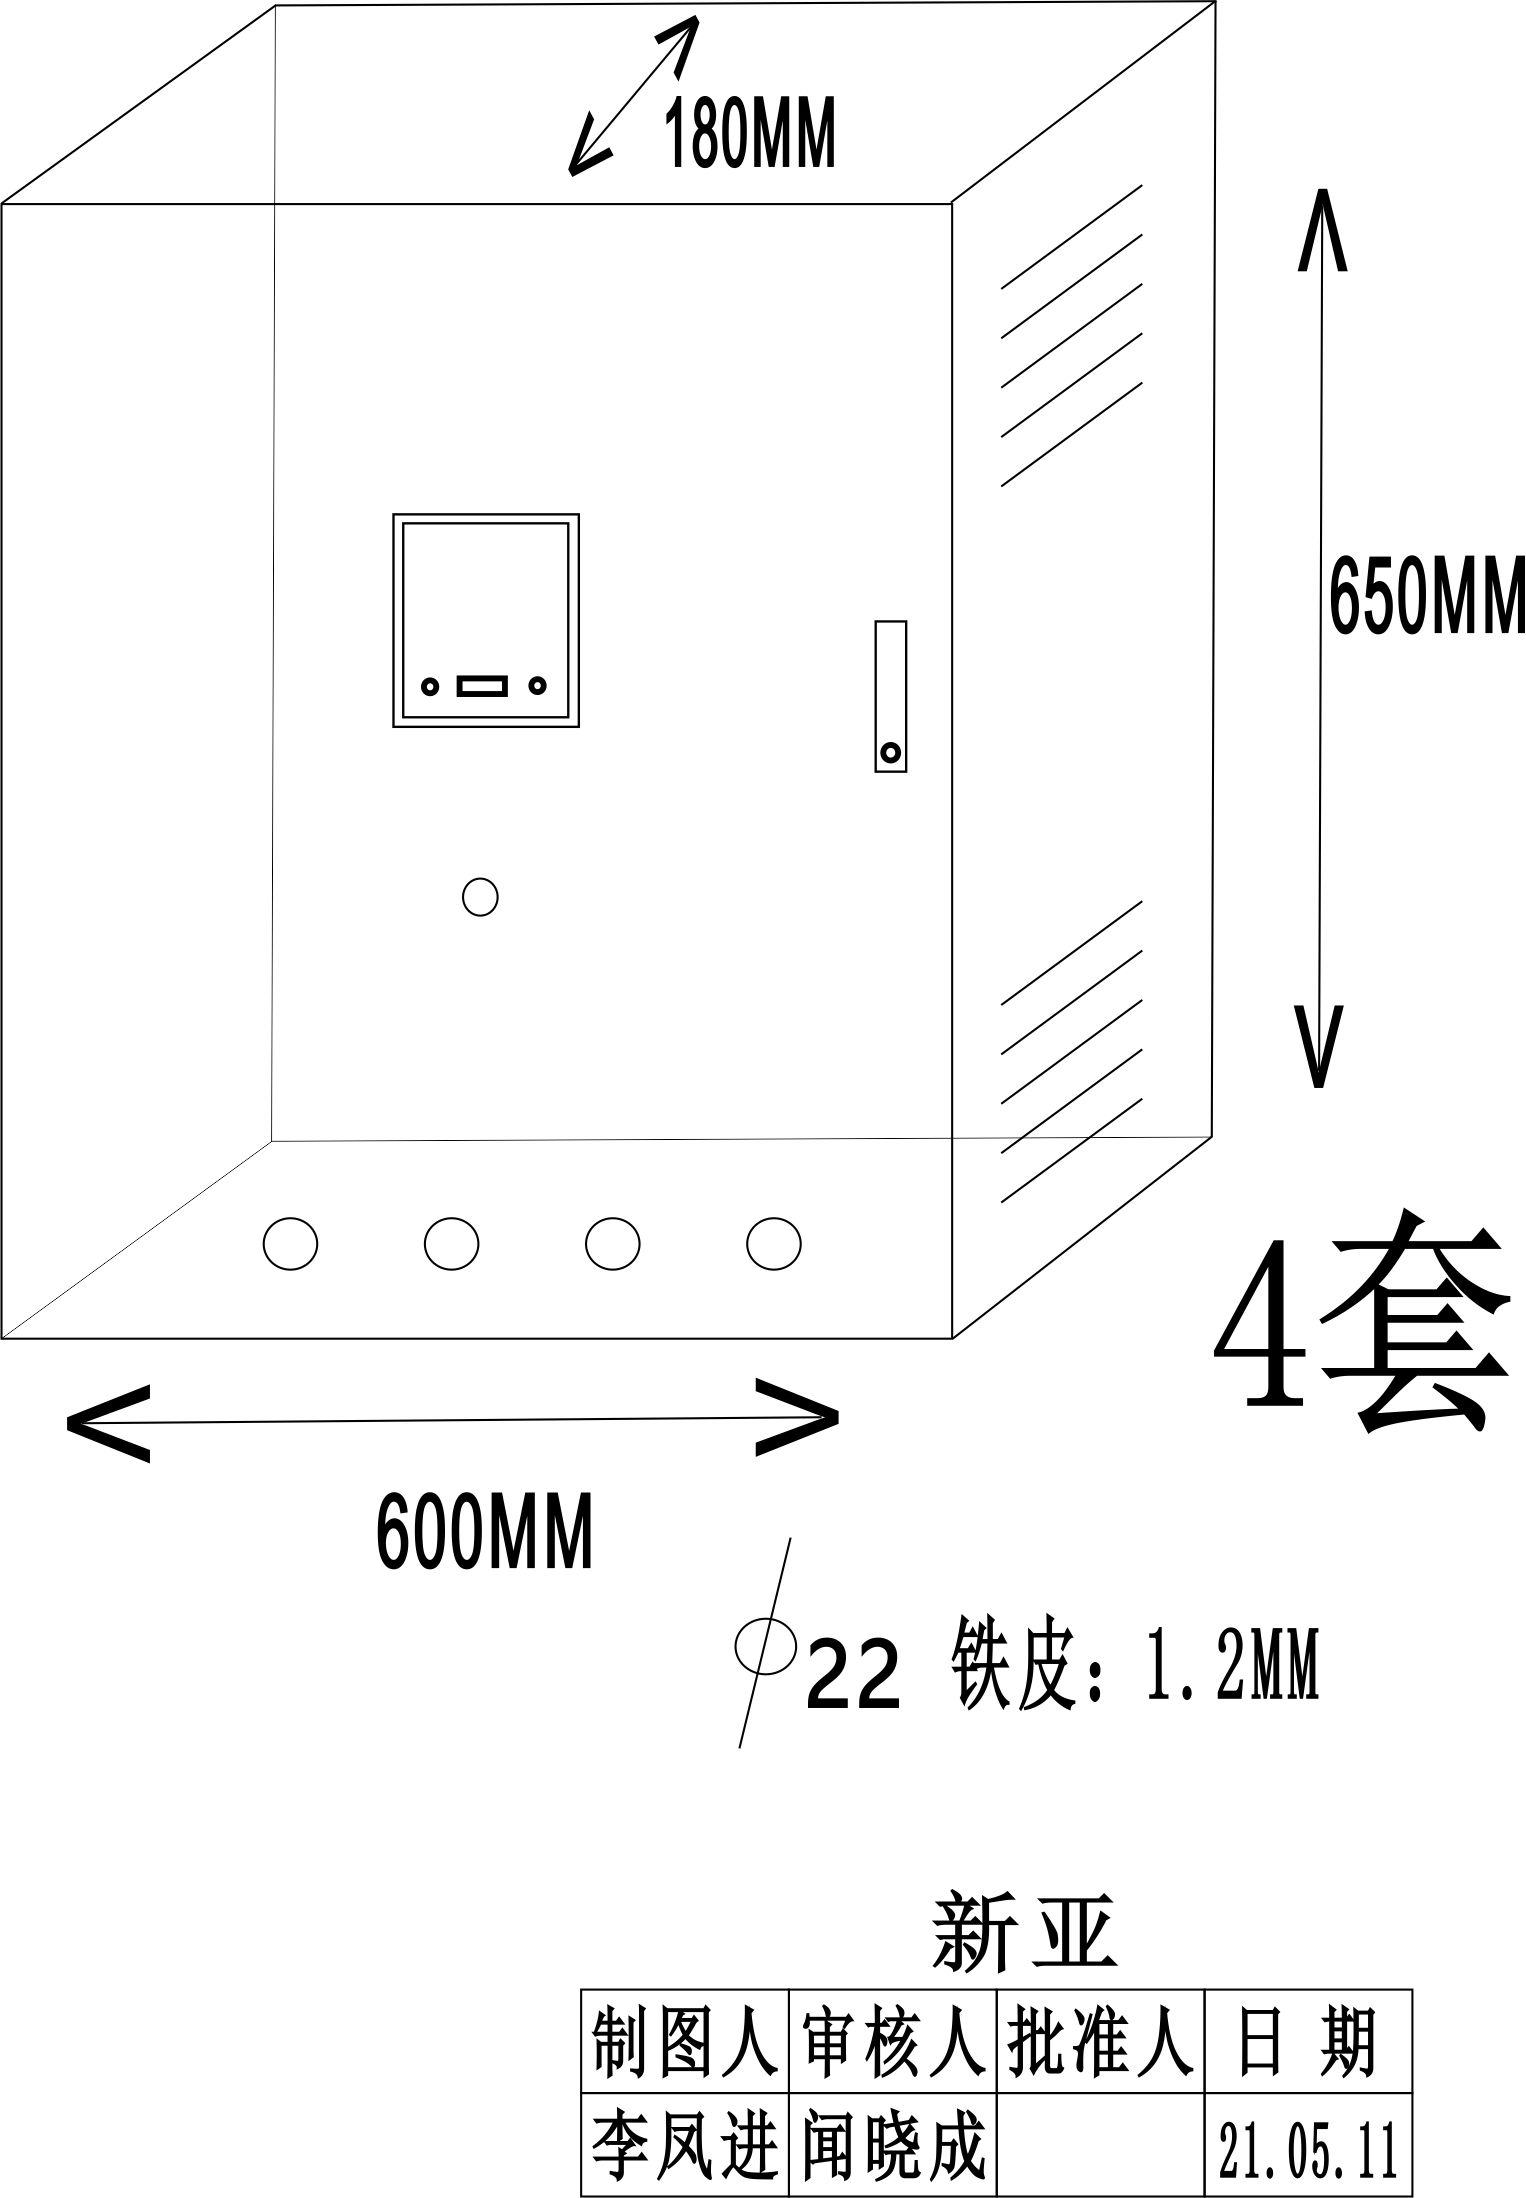 180MM
650MM
4套
600MM
22 铁皮：1.2MM
新亚
制图人 审核人 批准人 日 期
李凤进 闻晓成 21.05.11